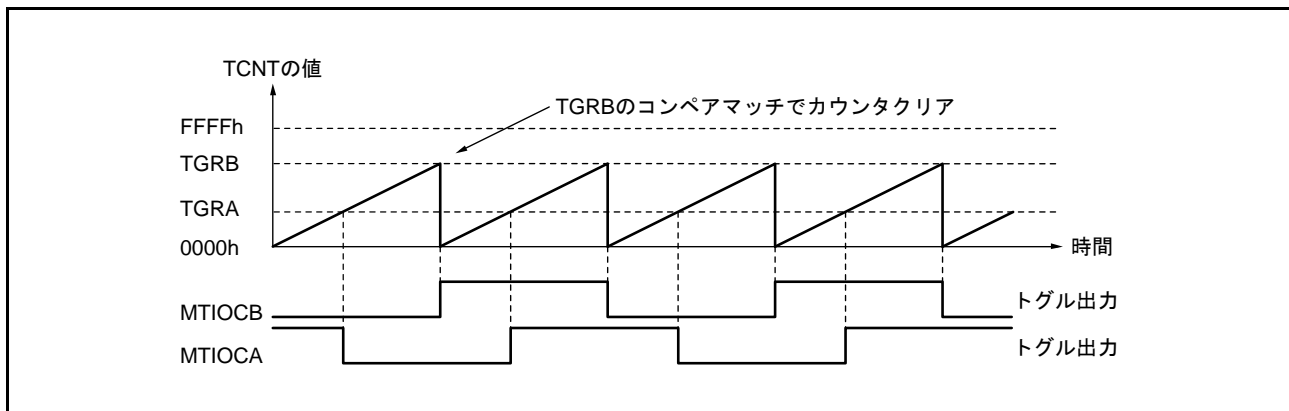 TCNTの値
TGRBのコンペアマッチでカウンタクリア
FFFFh
TGRB
TGRA
0000h
時間
MTIOCB
トグル出力
MTIOCA
トグル出力